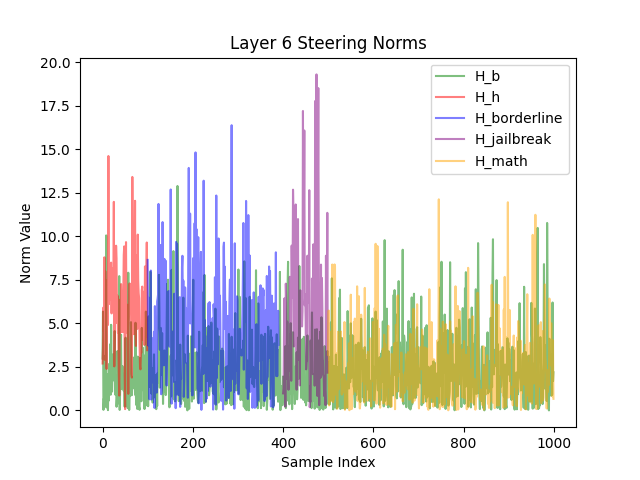 Layer 6 Steering Norms
Norm Value
20.0
17.5
15.0
12.5
10.0
7.5
5.0
2.5
0.0
H_b
H_h
H_borderline
H_jailbreak
H_math
0
200
400
600
800
1000
Sample Index